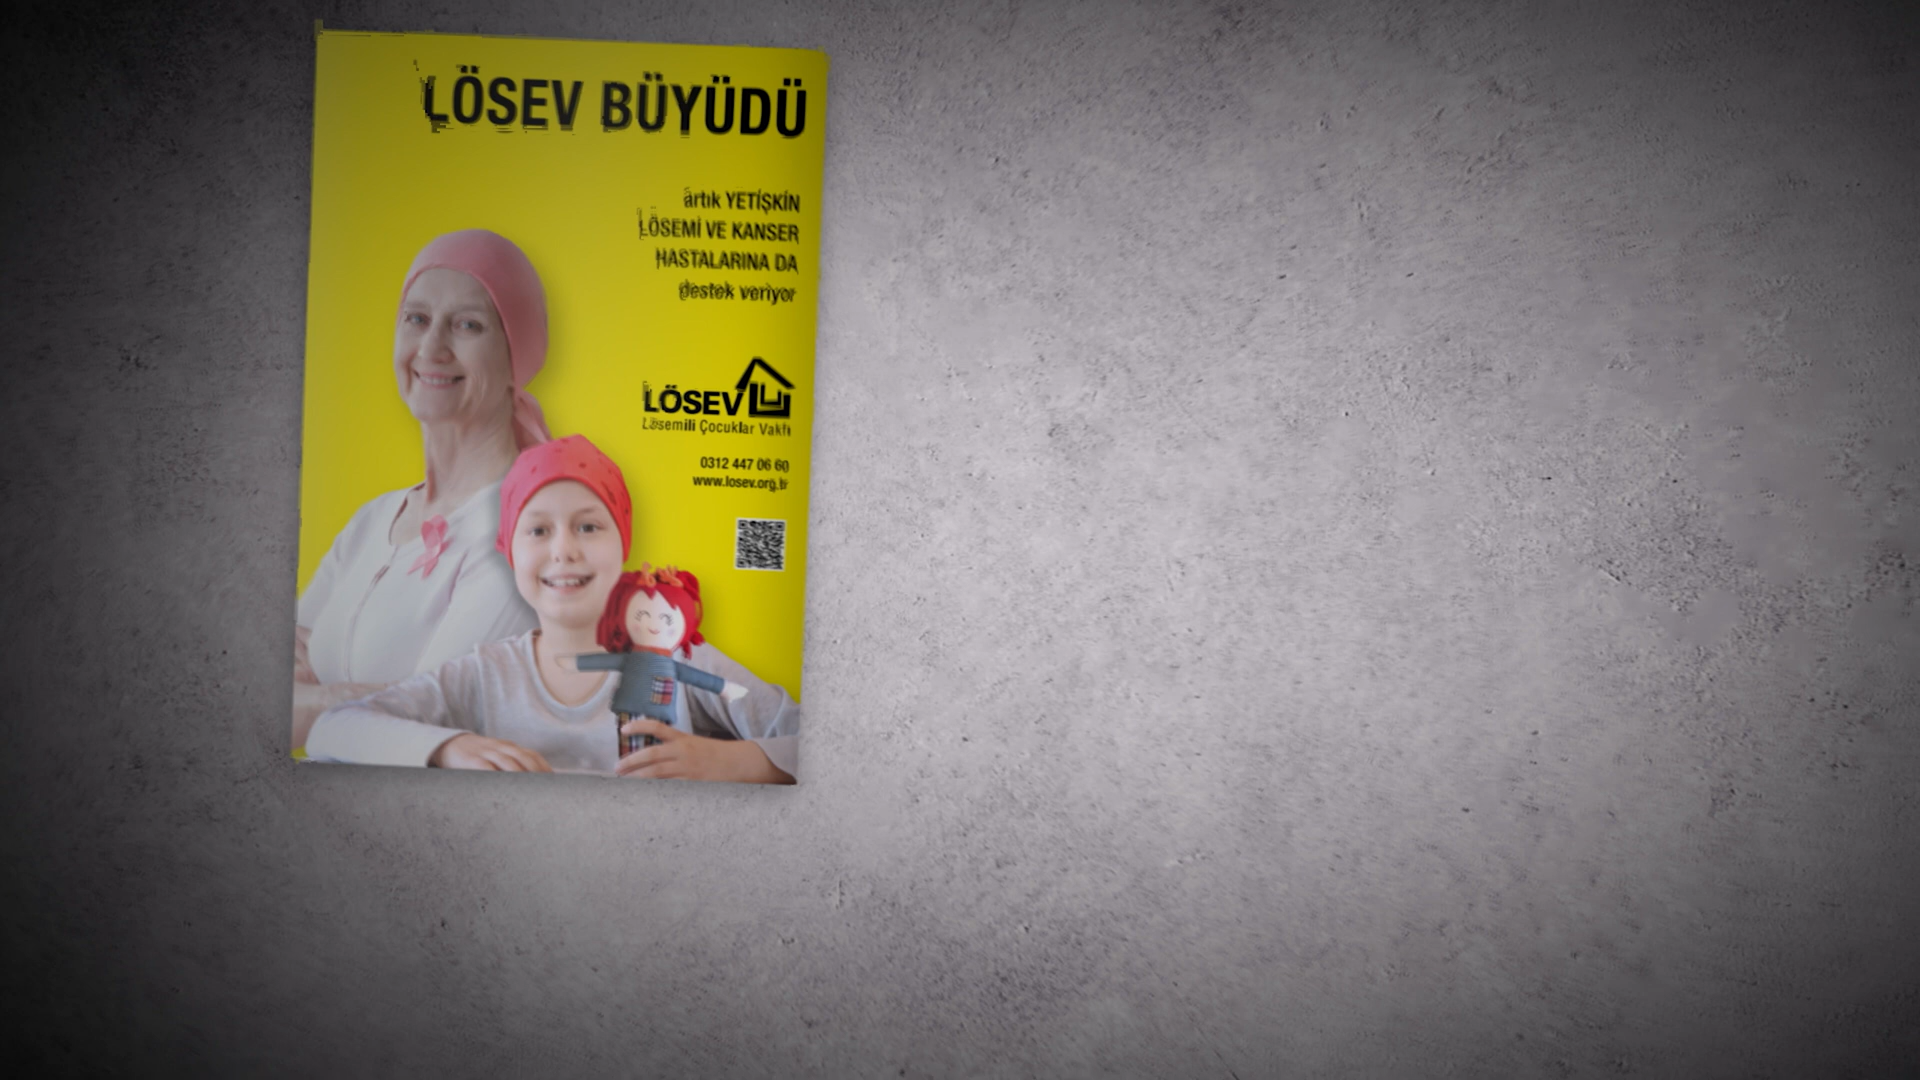 LÖSEV BÜYÜDÜ
artık YETİŞKİN
LÖSEMİ VE KANSER
HASTALARINA DA
destek veriyor
LÖSEV
Lösemili Çocuklar Vakfı
0312 447 06 60
www.losev.org.tr